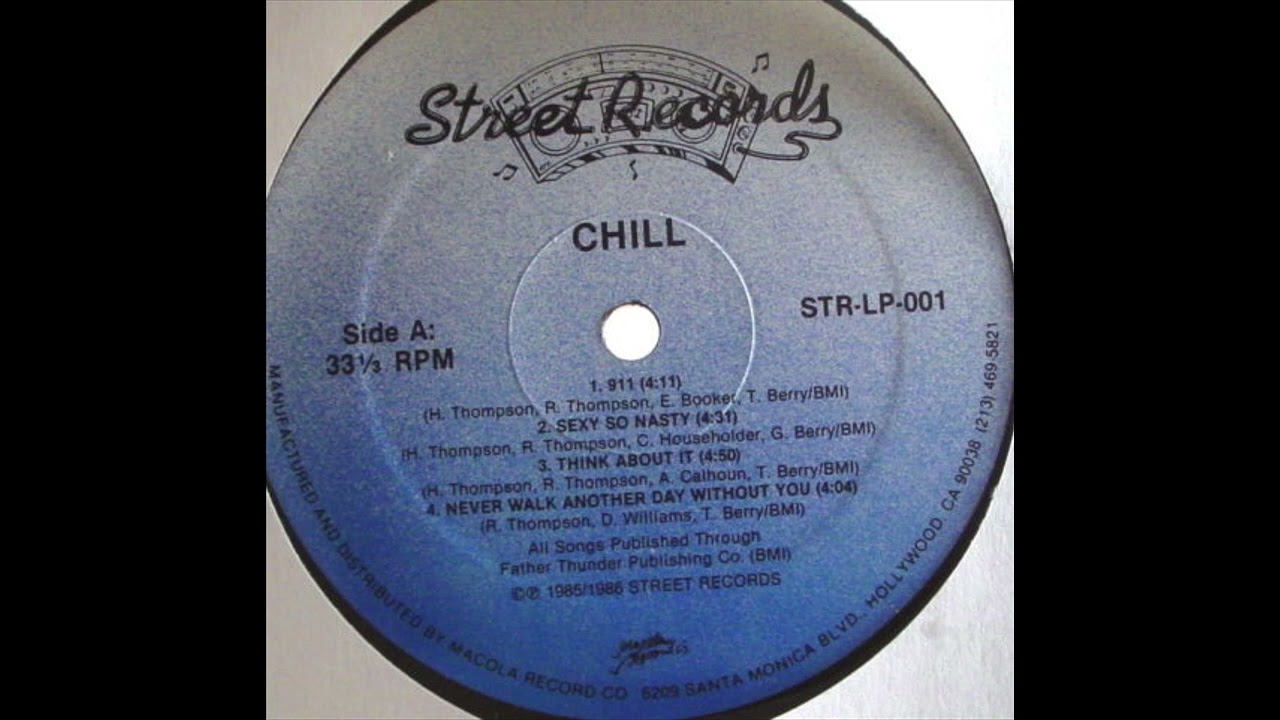 Street Records
CHILL
STR-LP-001
Side A:
33 1/3 RPM
1. 911 (4:11)
(H. Thompson, R. Thompson, E. Booker, T. Berry/BMI)
2. SEXY SO NASTY (4:31)
(H. Thompson, R. Thompson, C. Householder, G. Berry/BMI)
3. THINK ABOUT IT (4:50)
(H. Thompson, R. Thompson, A. Calhoun, T. Berry/BMI)
4. NEVER WALK ANOTHER DAY WITHOUT YOU (4:04)
(R. Thompson, D. Williams, T. Berry/BMI)
All Songs Published Through
Father Thunder Publishing Co. (BMI)
©℗ 1985/1986 STREET RECORDS
MANUFACTURED AND DISTRIBUTED BY MACOLA RECORD CO. 6209 SANTA MONICA BLVD., HOLLYWOOD CA 90038 (213) 469-5821